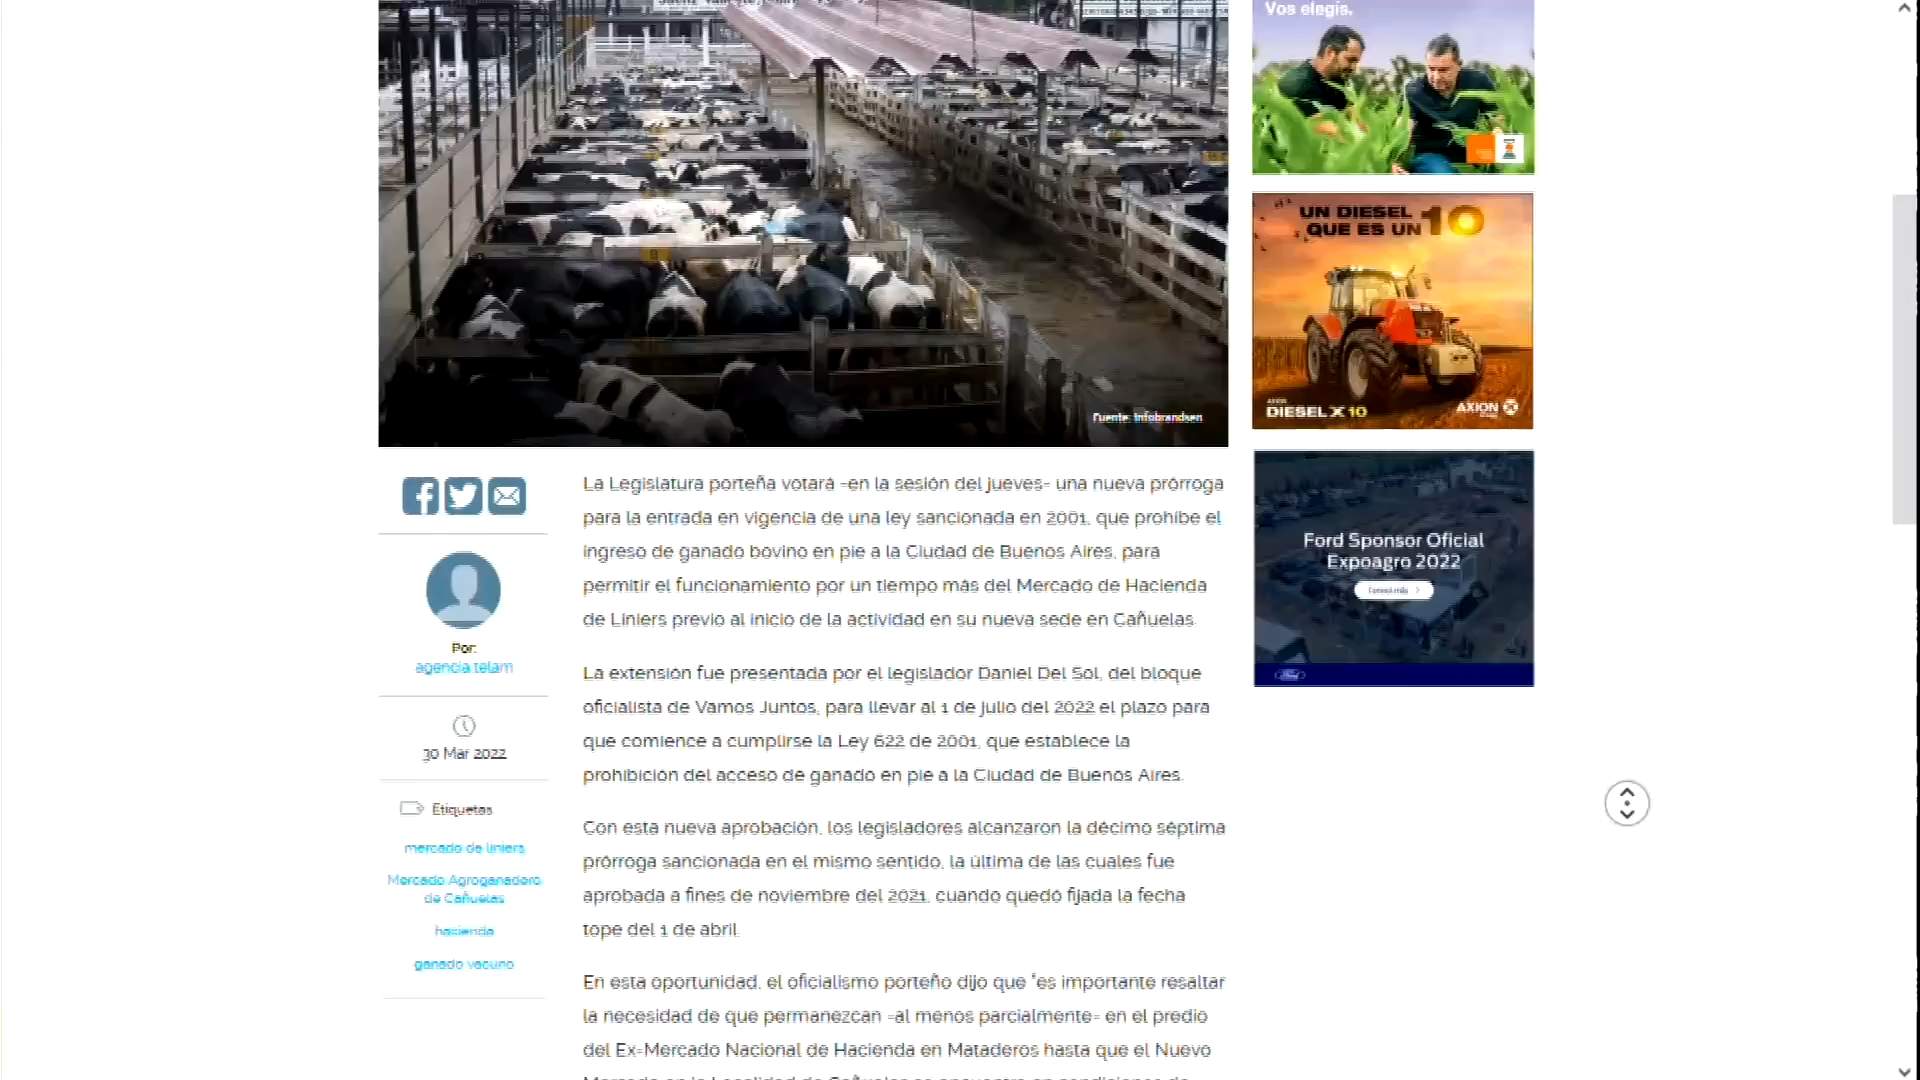 Vos elegís.
Fuente: Infobrandsen
UN DIESEL
QUE ES UN 10
DIESEL X 10
AXION
Ford Sponsor Oficial
Expoagro 2022
Por:
agencia telam
30 Mar 2022
Etiquetas
mercado de liniers
Mercado Agroganadero
de Cañuelas
hacienda
ganado vacuno
La Legislatura porteña votará -en la sesión del jueves- una nueva prórroga
para la entrada en vigencia de una ley sancionada en 2001, que prohíbe el
ingreso de ganado bovino en pie a la Ciudad de Buenos Aires, para
permitir el funcionamiento por un tiempo más del Mercado de Hacienda
de Liniers previo al inicio de la actividad en su nueva sede en Cañuelas.
La extensión fue presentada por el legislador Daniel Del Sol, del bloque
oficialista de Vamos Juntos, para llevar al 1 de julio del 2022 el plazo para
que comience a cumplirse la Ley 622 de 2001, que establece la
prohibición del acceso de ganado en pie a la Ciudad de Buenos Aires.
Con esta nueva aprobación, los legisladores alcanzaron la décimo séptima
prórroga sancionada en el mismo sentido, la última de las cuales fue
aprobada a fines de noviembre del 2021, cuando quedó fijada la fecha
tope del 1 de abril.
En esta oportunidad, el oficialismo porteño dijo que "es importante resaltar
la necesidad de que permanezcan -al menos parcialmente- en el predio
del Ex-Mercado Nacional de Hacienda en Mataderos hasta que el Nuevo